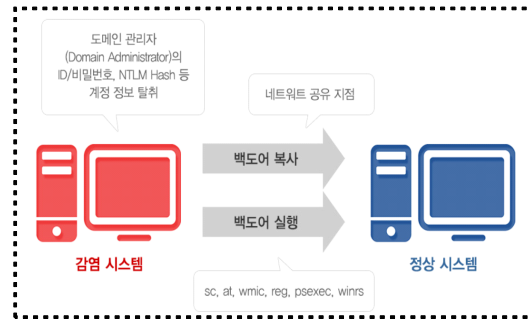 도메인 관리자
(Domain Administrator)의
ID/비밀번호, NTLM Hash 등
계정 정보 탈취
네트워트 공유 지점
백도어 복사
백도어 실행
감염 시스템
정상 시스템
sc, at, wmic, reg, psexec, winrs